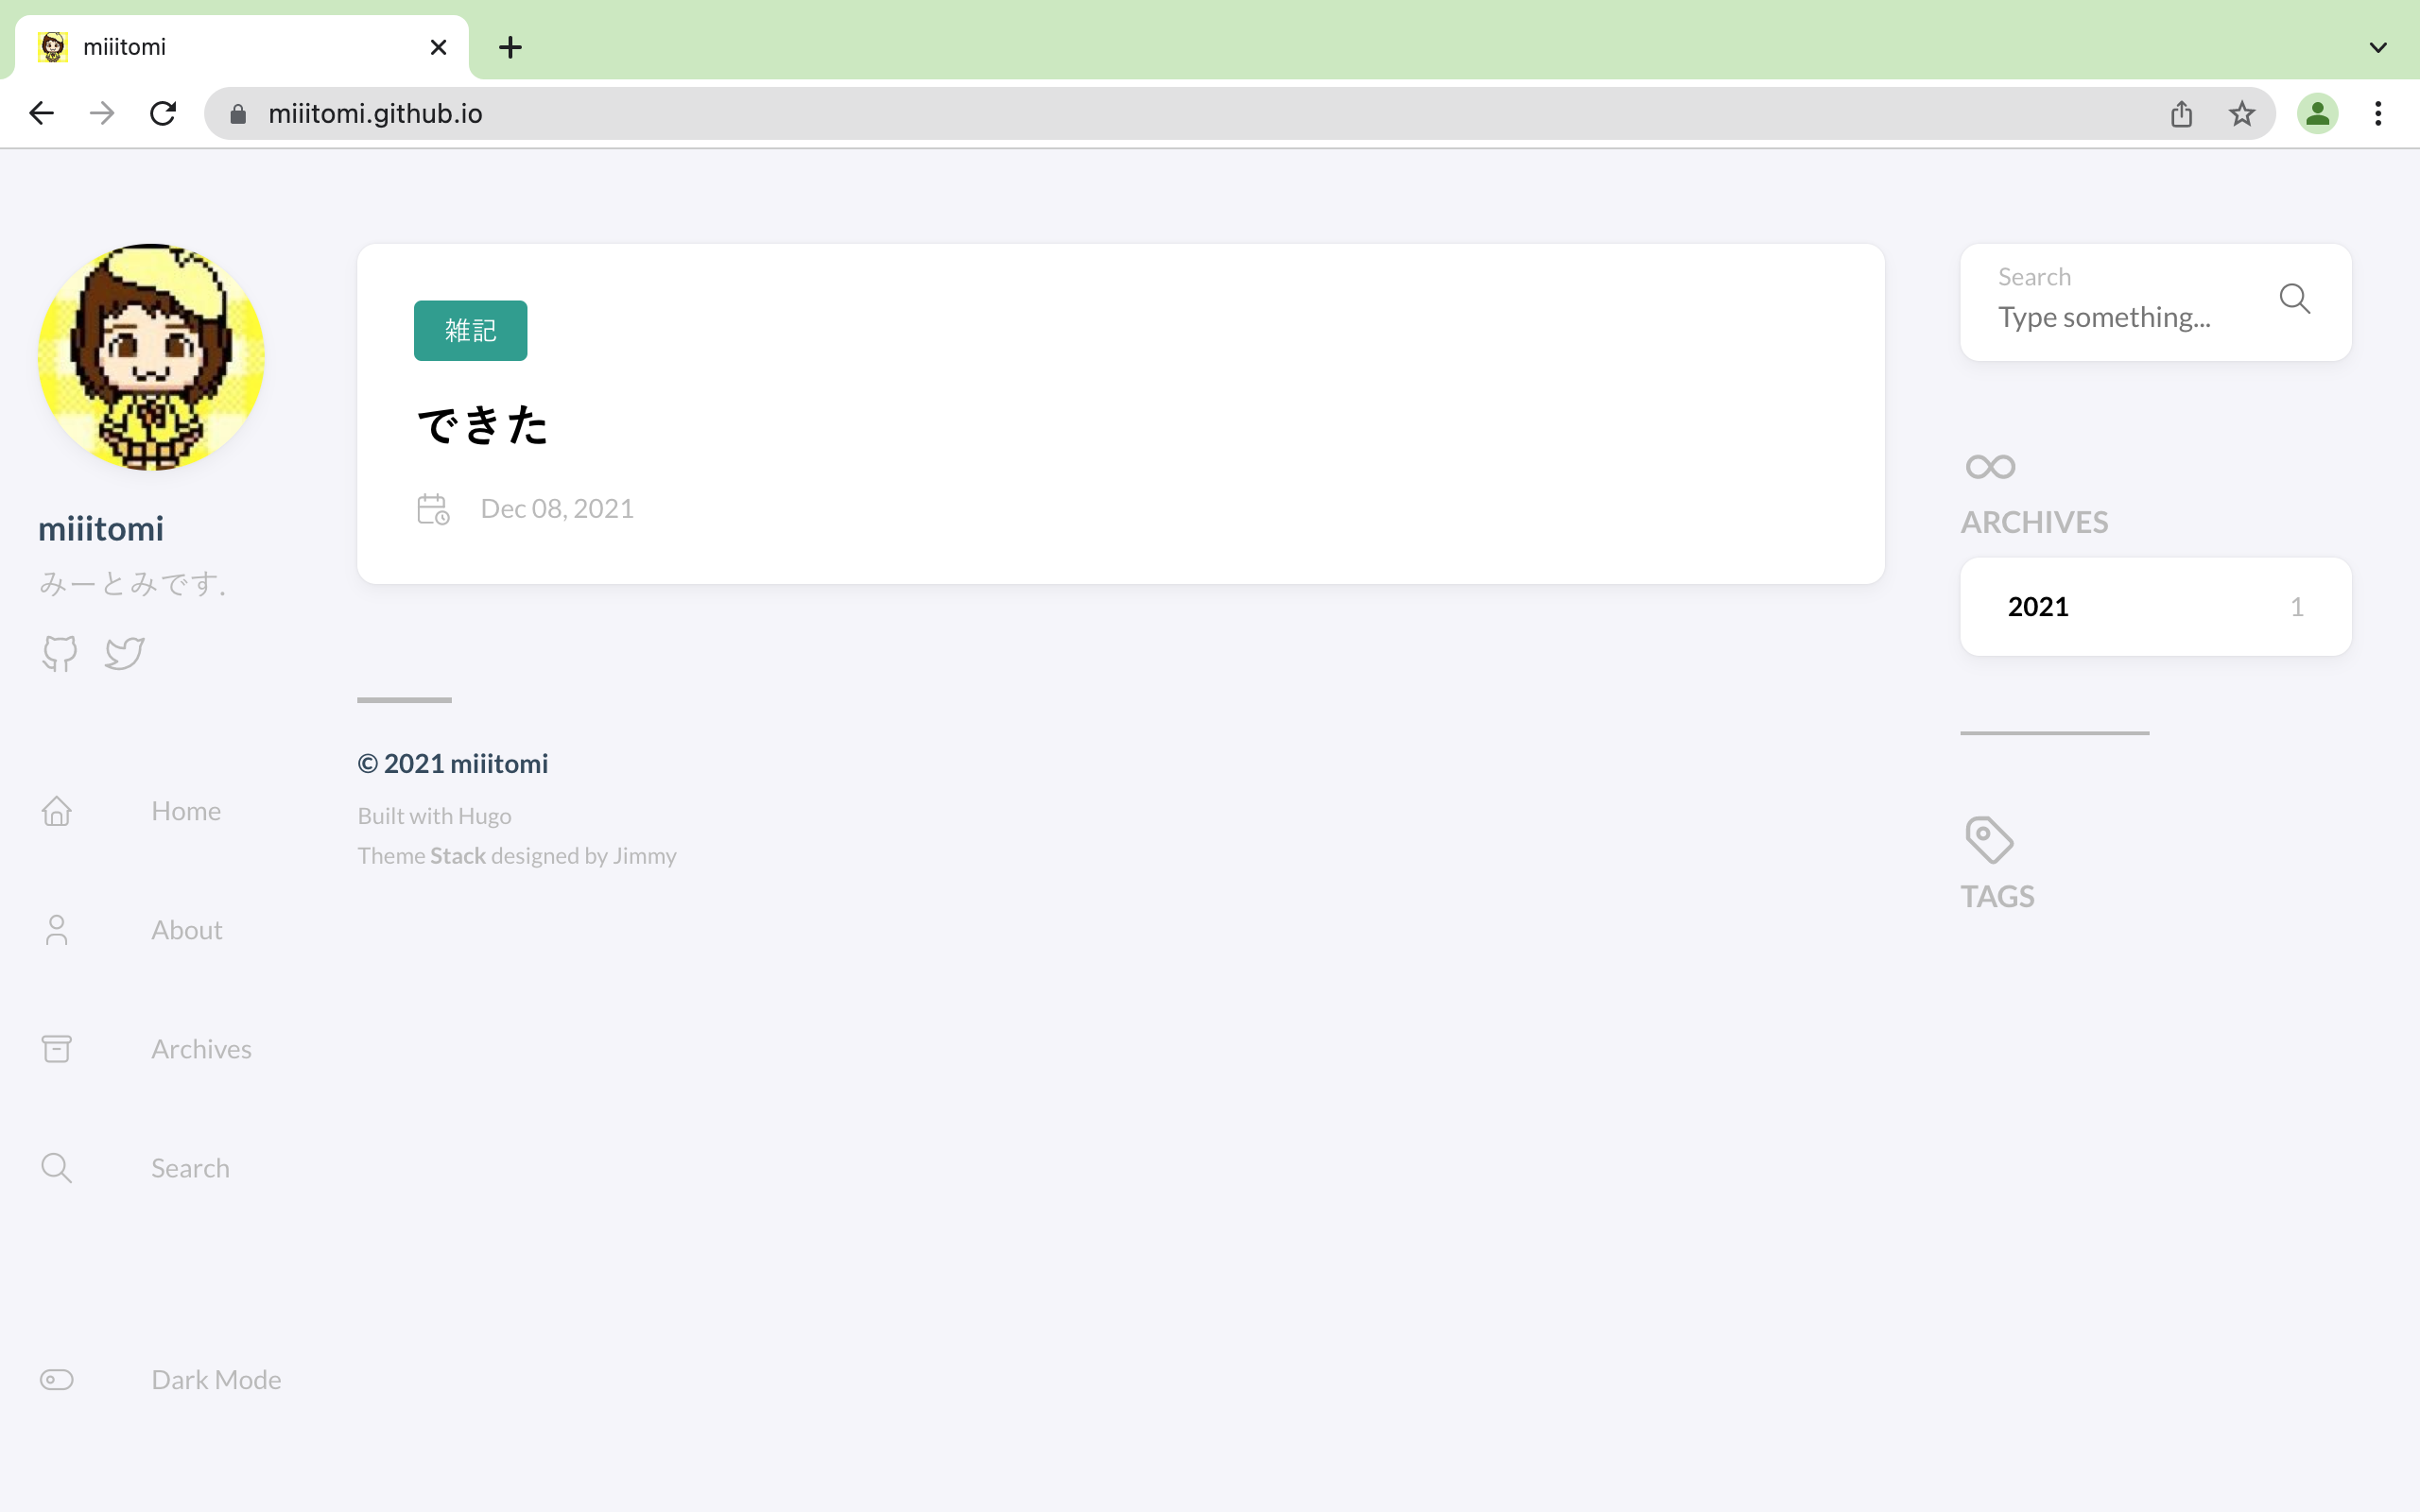 miiitomi
miiitomi.github.io
miiitomi
みーとみです.
Home
About
Archives
Search
Dark Mode
雑記
できた
Dec 08, 2021
© 2021 miiitomi
Built with Hugo
Theme Stack designed by Jimmy
Search
Type something...
ARCHIVES
2021 1
TAGS